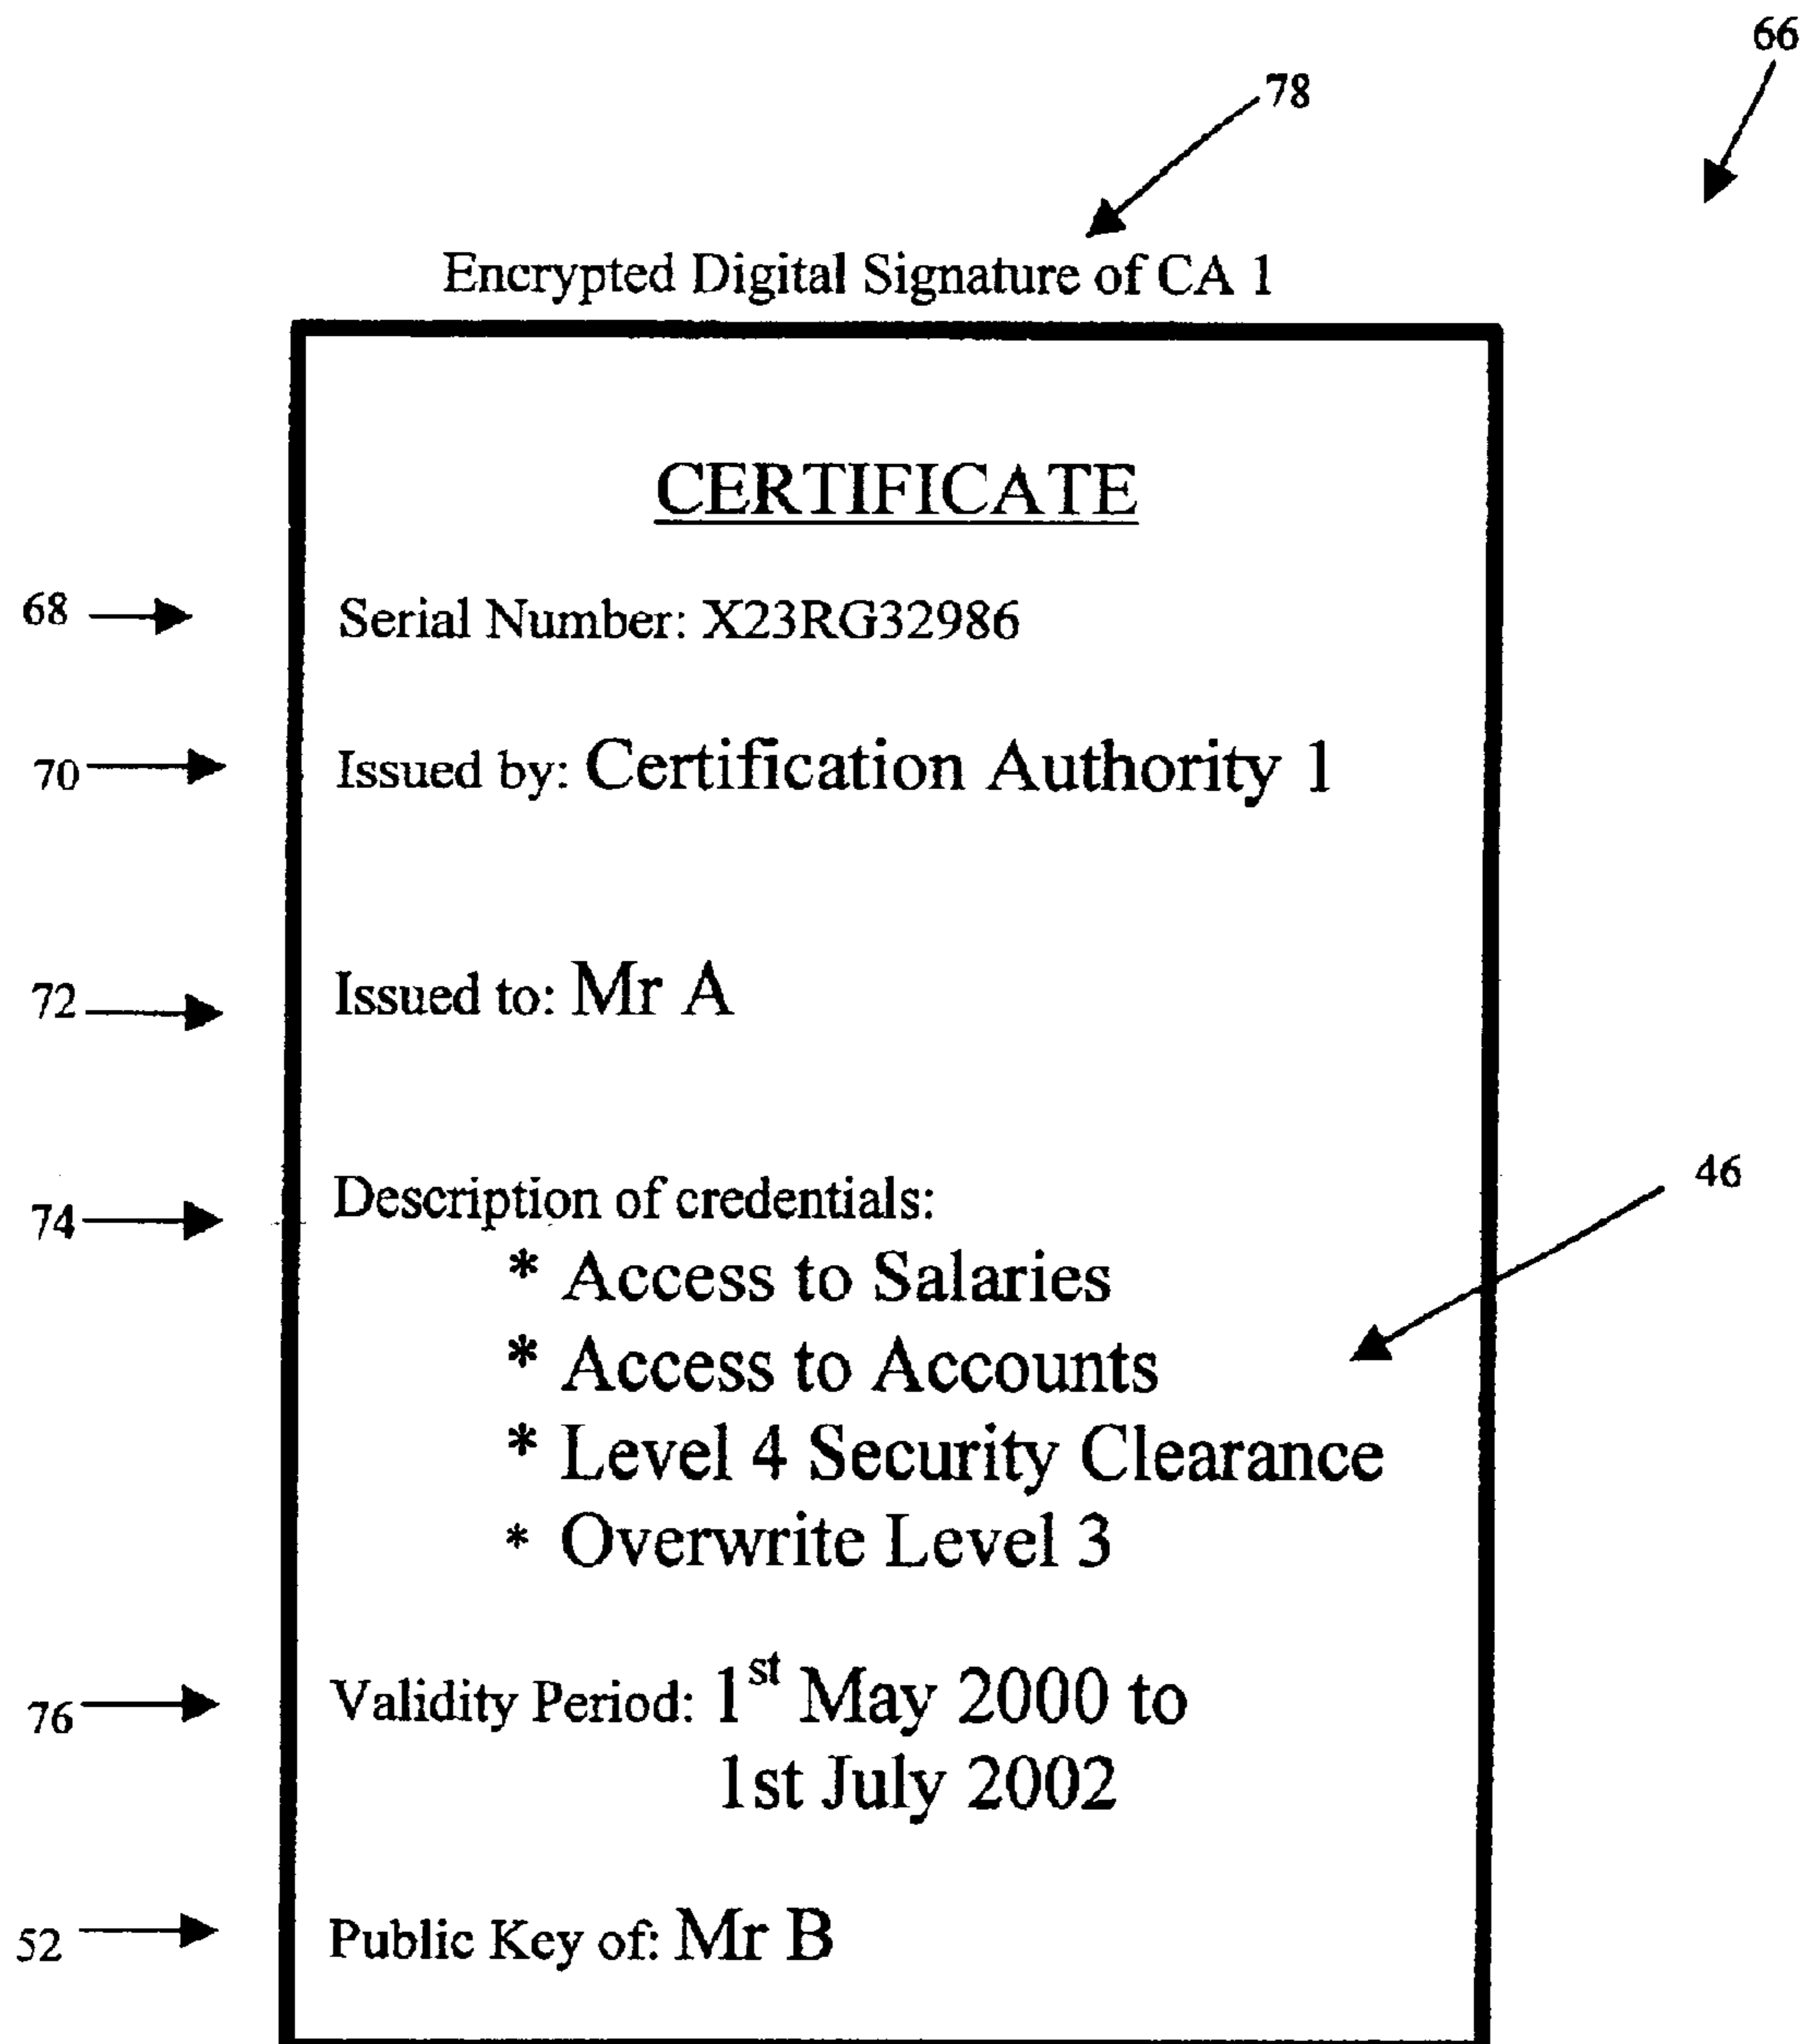 66
78
Encrypted Digital Signature of CA 1
CERTIFICATE
68 Serial Number: X23RG32986
70 Issued by: Certification Authority 1
72 Issued to: Mr A
46
74 Description of credentials:
* Access to Salaries
* Access to Accounts
* Level 4 Security Clearance
* Overwrite Level 3
76 Validity Period: 1st May 2000 to
1st July 2002
52 Public Key of: Mr B